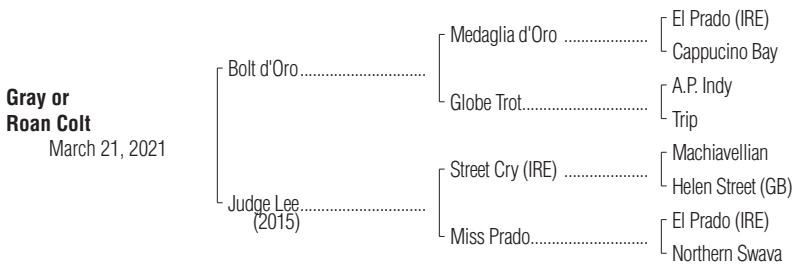 Gray or
Roan Colt
March 21, 2021
Bolt d'Oro..............................
Judge Lee..............................
(2015)
Medaglia d'Oro ....................
Globe Trot..............................
Street Cry (IRE) ....................
Miss Prado............................
El Prado (IRE)
Cappucino Bay
A.P. Indy
Trip
Machiavellian
Helen Street (GB)
El Prado (IRE)
Northern Swava